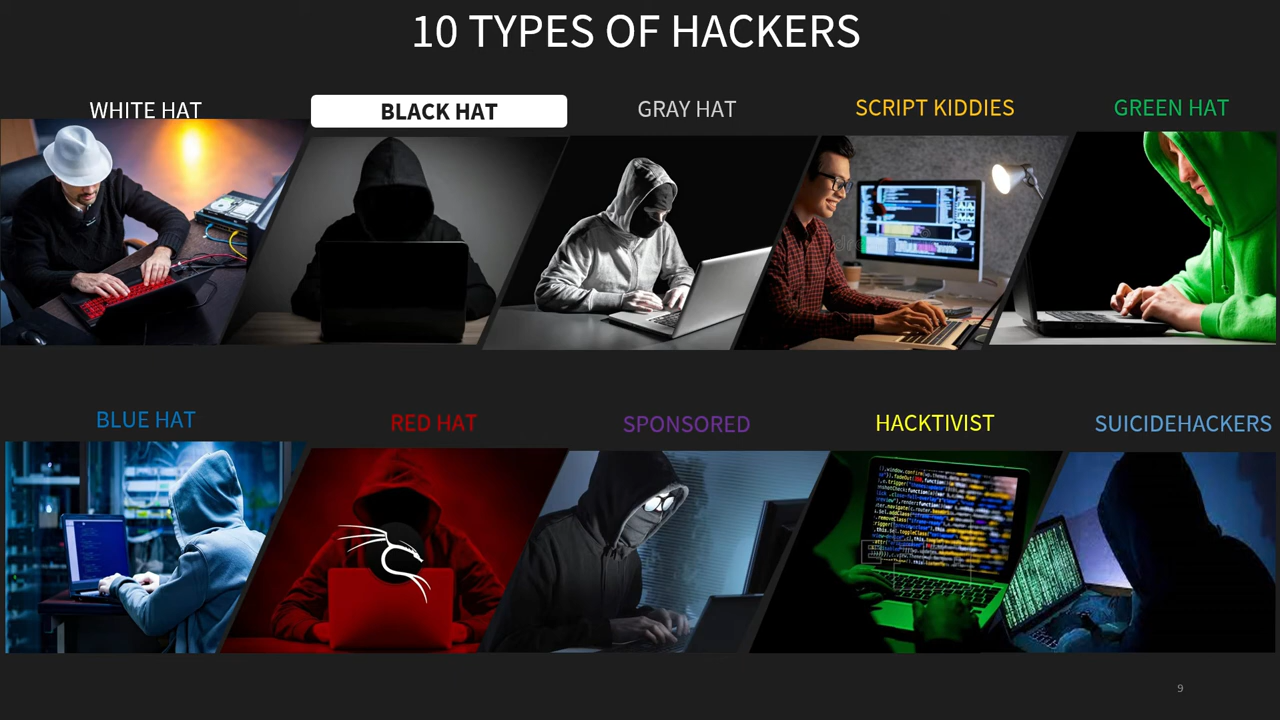 10 TYPES OF HACKERS
WHITE HAT
BLACK HAT
GRAY HAT
SCRIPT KIDDIES
GREEN HAT
BLUE HAT
RED HAT
SPONSORED
HACKTIVIST
SUICIDEHACKERS
9